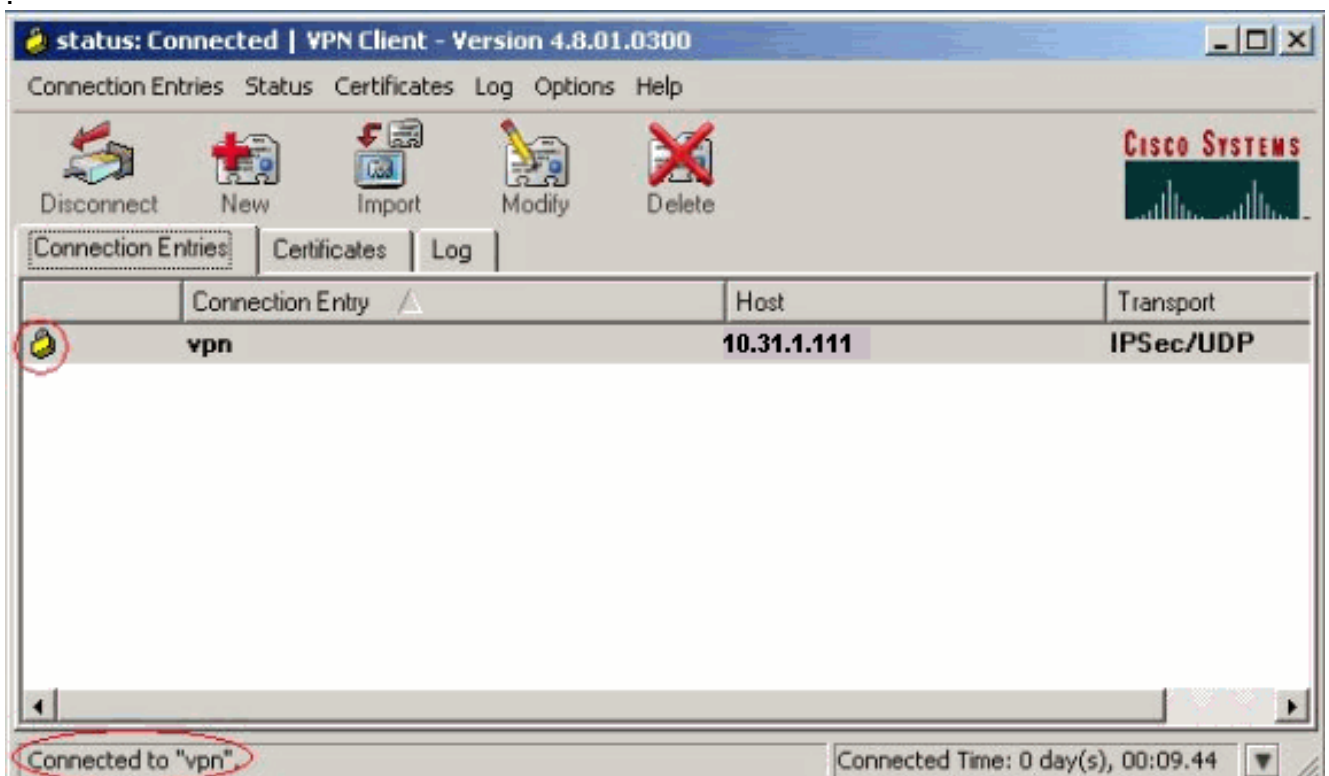 .
status: Connected | VPN Client - Version 4.8.01.0300
Connection Entries Status Certificates Log Options Help
Disconnect New Import Modify Delete
CISCO SYSTEMS
Connection Entries Certificates Log
Connection Entry Host Transport
vpn 10.31.1.111 IPSec/UDP
Connected to "vpn". Connected Time: 0 day(s), 00:09.44